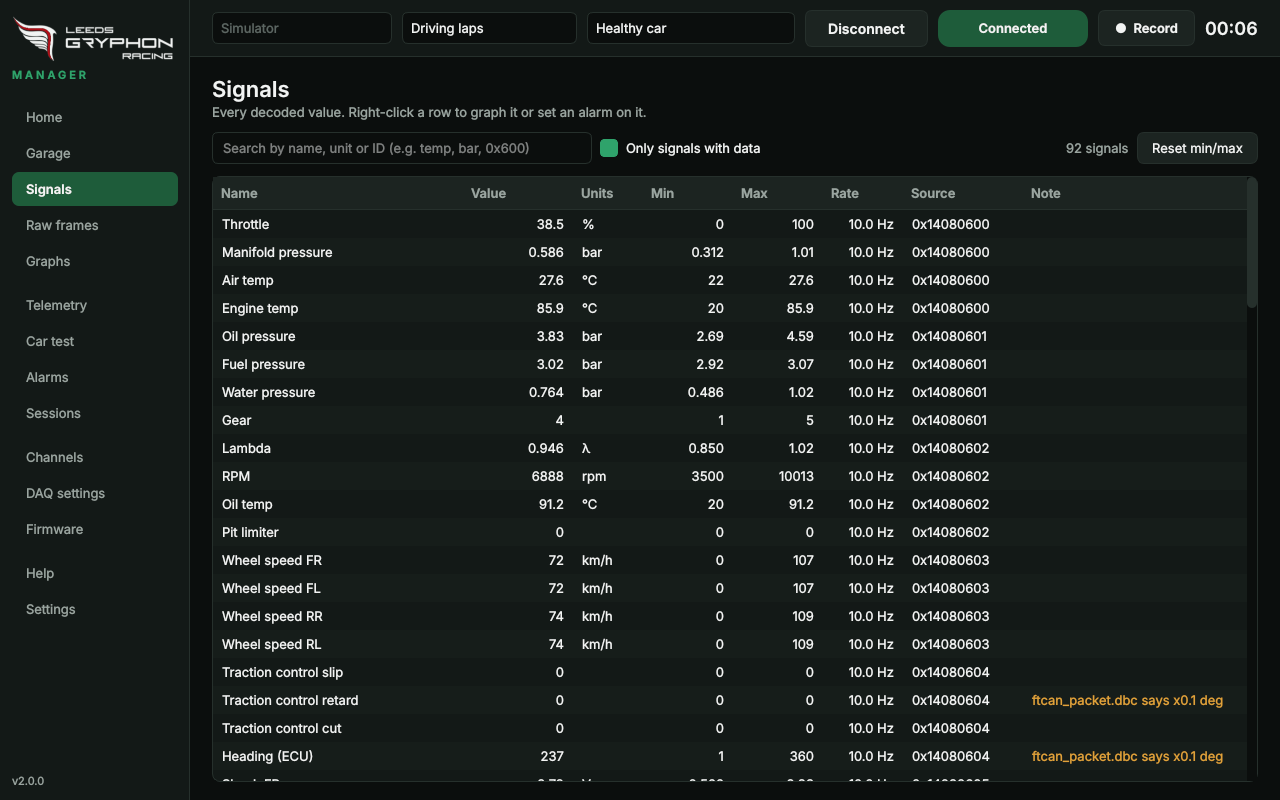 LEEDS
GRYPHON
RACING
MANAGER
Home
Garage
Signals
Raw frames
Graphs
Telemetry
Car test
Alarms
Sessions
Channels
DAQ settings
Firmware
Help
Settings
v2.0.0
Simulator Driving laps Healthy car Disconnect Connected Record 00:06
Signals
Every decoded value. Right-click a row to graph it or set an alarm on it.
Search by name, unit or ID (e.g. temp, bar, 0x600) Only signals with data 92 signals Reset min/max
Name Value Units Min Max Rate Source Note
Throttle 38.5 % 0 100 10.0 Hz 0x14080600
Manifold pressure 0.586 bar 0.312 1.01 10.0 Hz 0x14080600
Air temp 27.6 °C 22 27.6 10.0 Hz 0x14080600
Engine temp 85.9 °C 20 85.9 10.0 Hz 0x14080600
Oil pressure 3.83 bar 2.69 4.59 10.0 Hz 0x14080601
Fuel pressure 3.02 bar 2.92 3.07 10.0 Hz 0x14080601
Water pressure 0.764 bar 0.486 1.02 10.0 Hz 0x14080601
Gear 4 1 5 10.0 Hz 0x14080601
Lambda 0.946 λ 0.850 1.02 10.0 Hz 0x14080602
RPM 6888 rpm 3500 10013 10.0 Hz 0x14080602
Oil temp 91.2 °C 20 91.2 10.0 Hz 0x14080602
Pit limiter 0 0 0 10.0 Hz 0x14080602
Wheel speed FR 72 km/h 0 107 10.0 Hz 0x14080603
Wheel speed FL 72 km/h 0 107 10.0 Hz 0x14080603
Wheel speed RR 74 km/h 0 109 10.0 Hz 0x14080603
Wheel speed RL 74 km/h 0 109 10.0 Hz 0x14080603
Traction control slip 0 0 0 10.0 Hz 0x14080604
Traction control retard 0 0 0 10.0 Hz 0x14080604 ftcan_packet.dbc says x0.1 deg
Traction control cut 0 0 0 10.0 Hz 0x14080604
Heading (ECU) 237 1 360 10.0 Hz 0x14080604 ftcan_packet.dbc says x0.1 deg